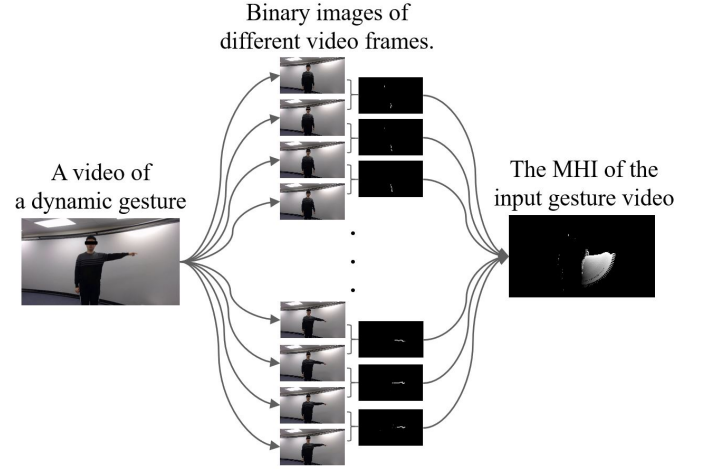 Binary images of
different video frames.
A video of
a dynamic gesture
The MHI of the
input gesture video